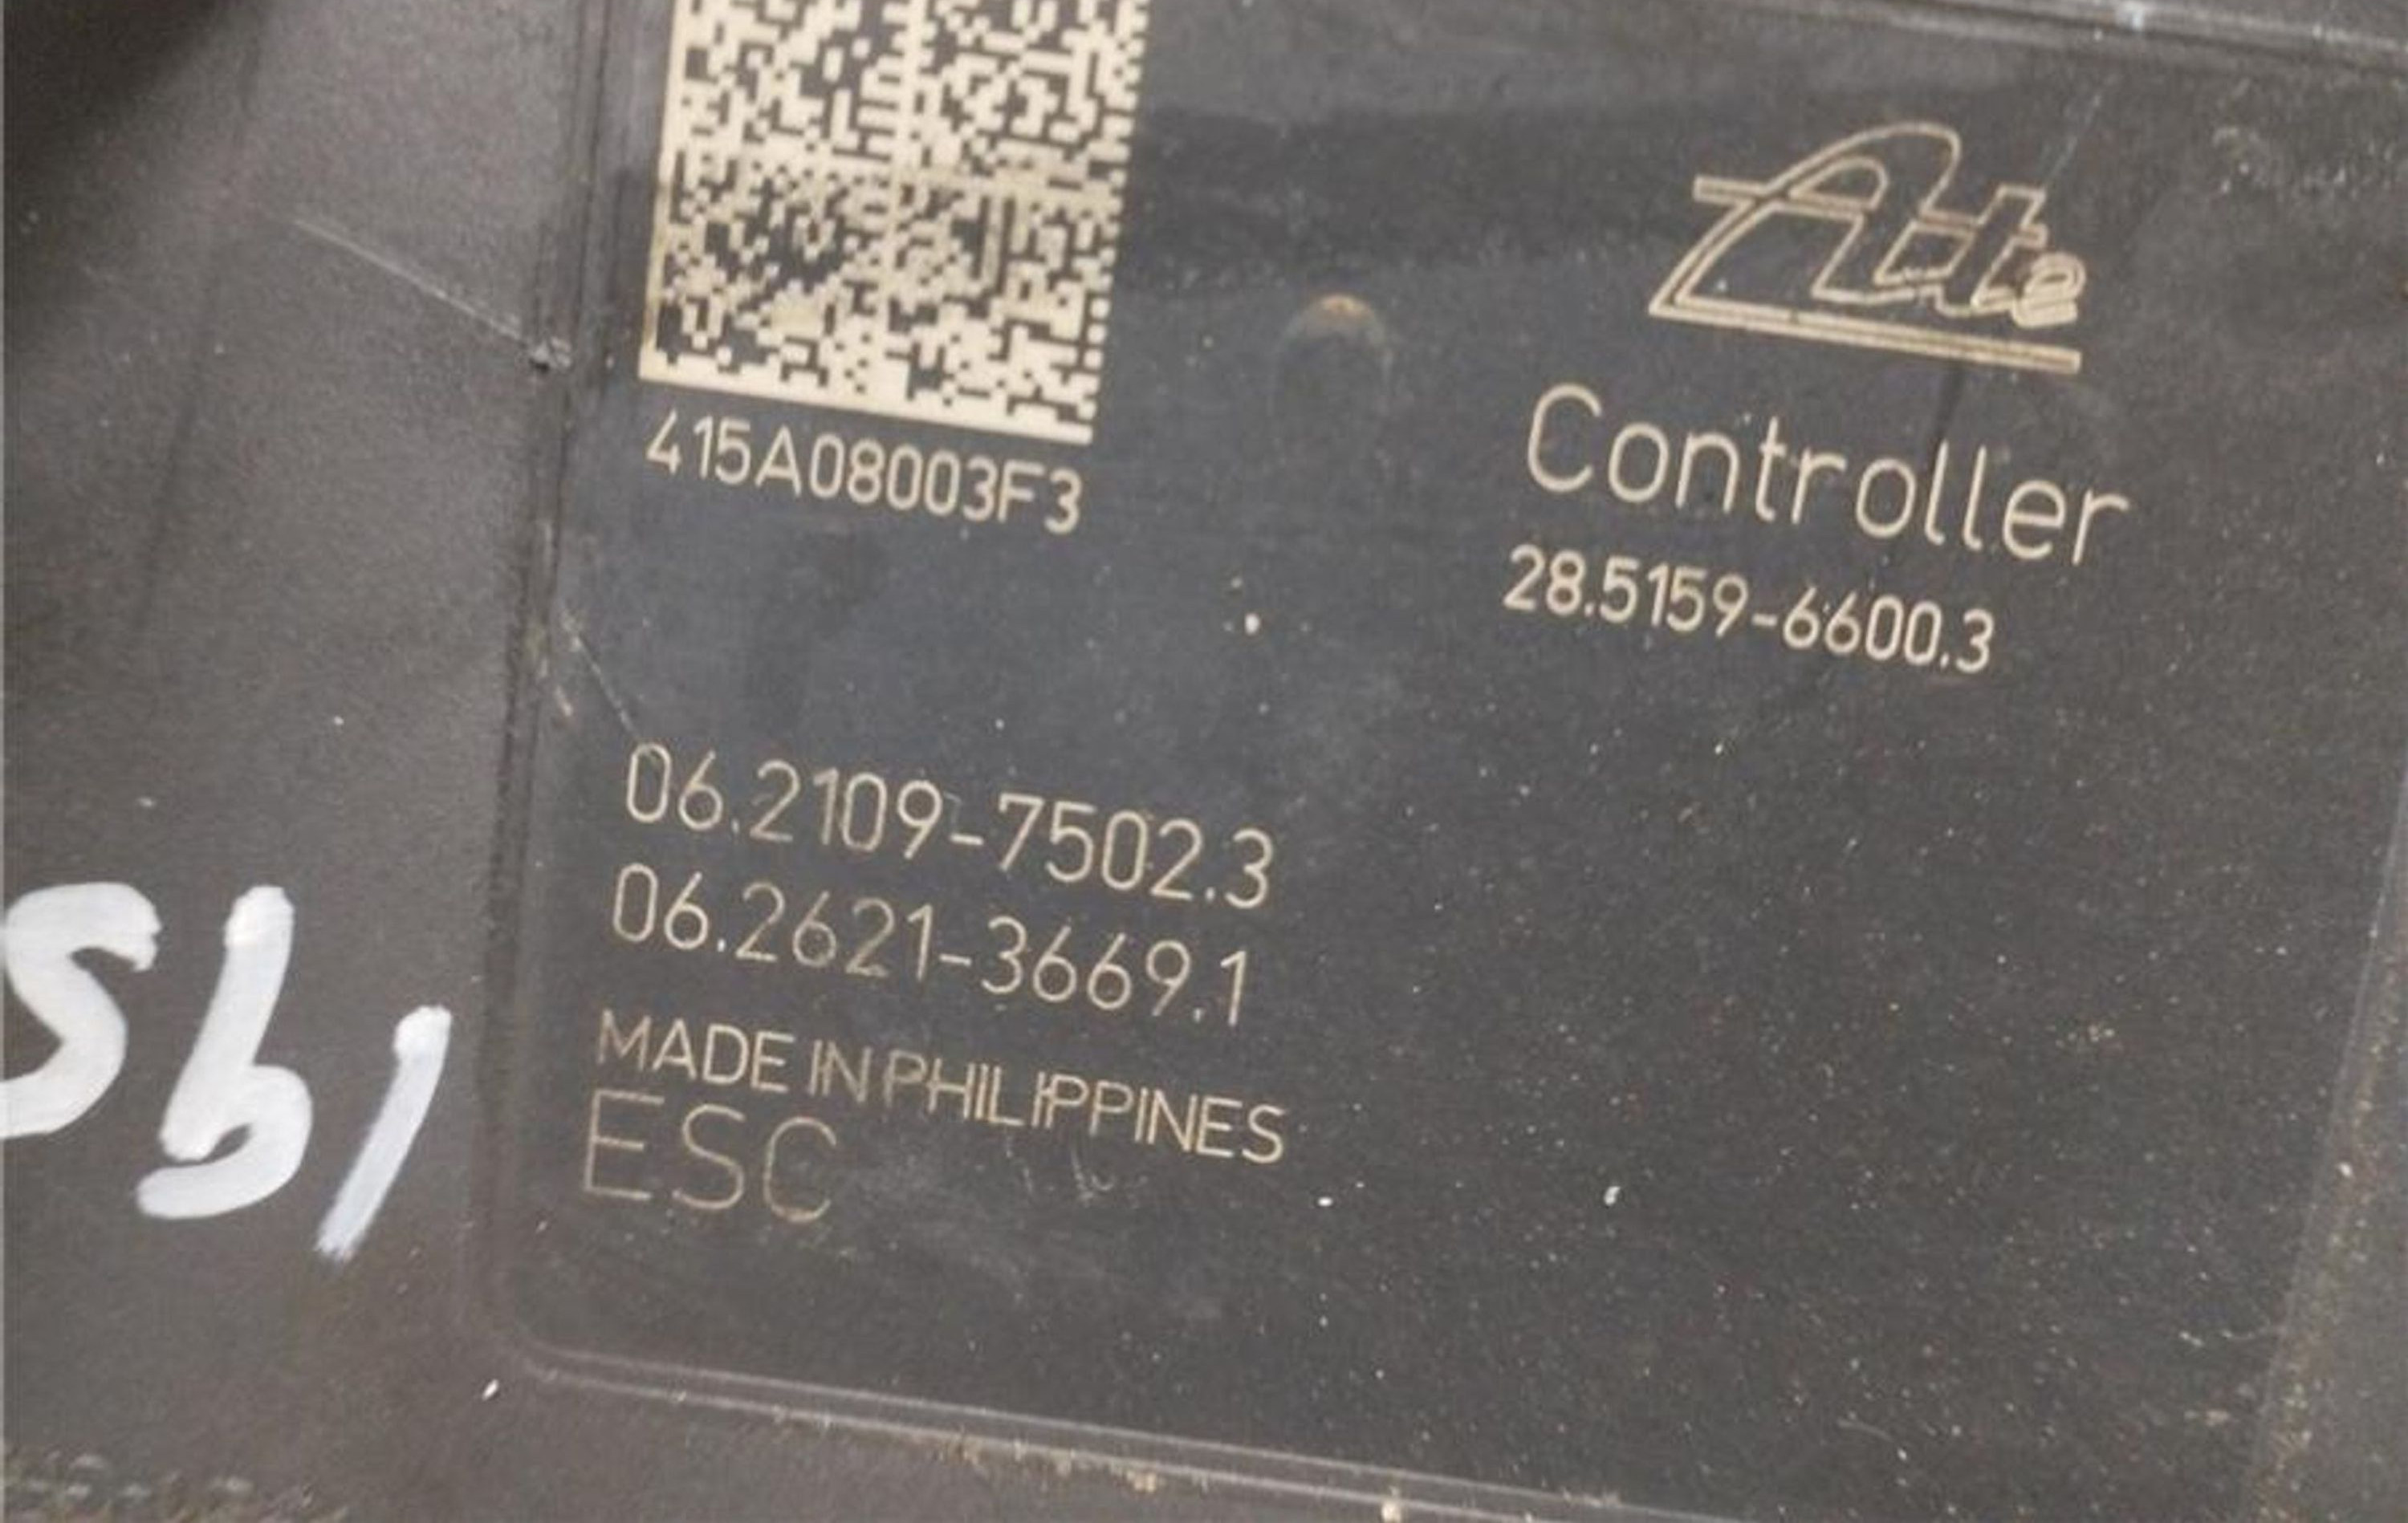 415A08003F3
Ate
Controller
28.5159-6600.3
06.2109-7502.3
06.2621-3669.1
MADE IN PHILIPPINES
ESC